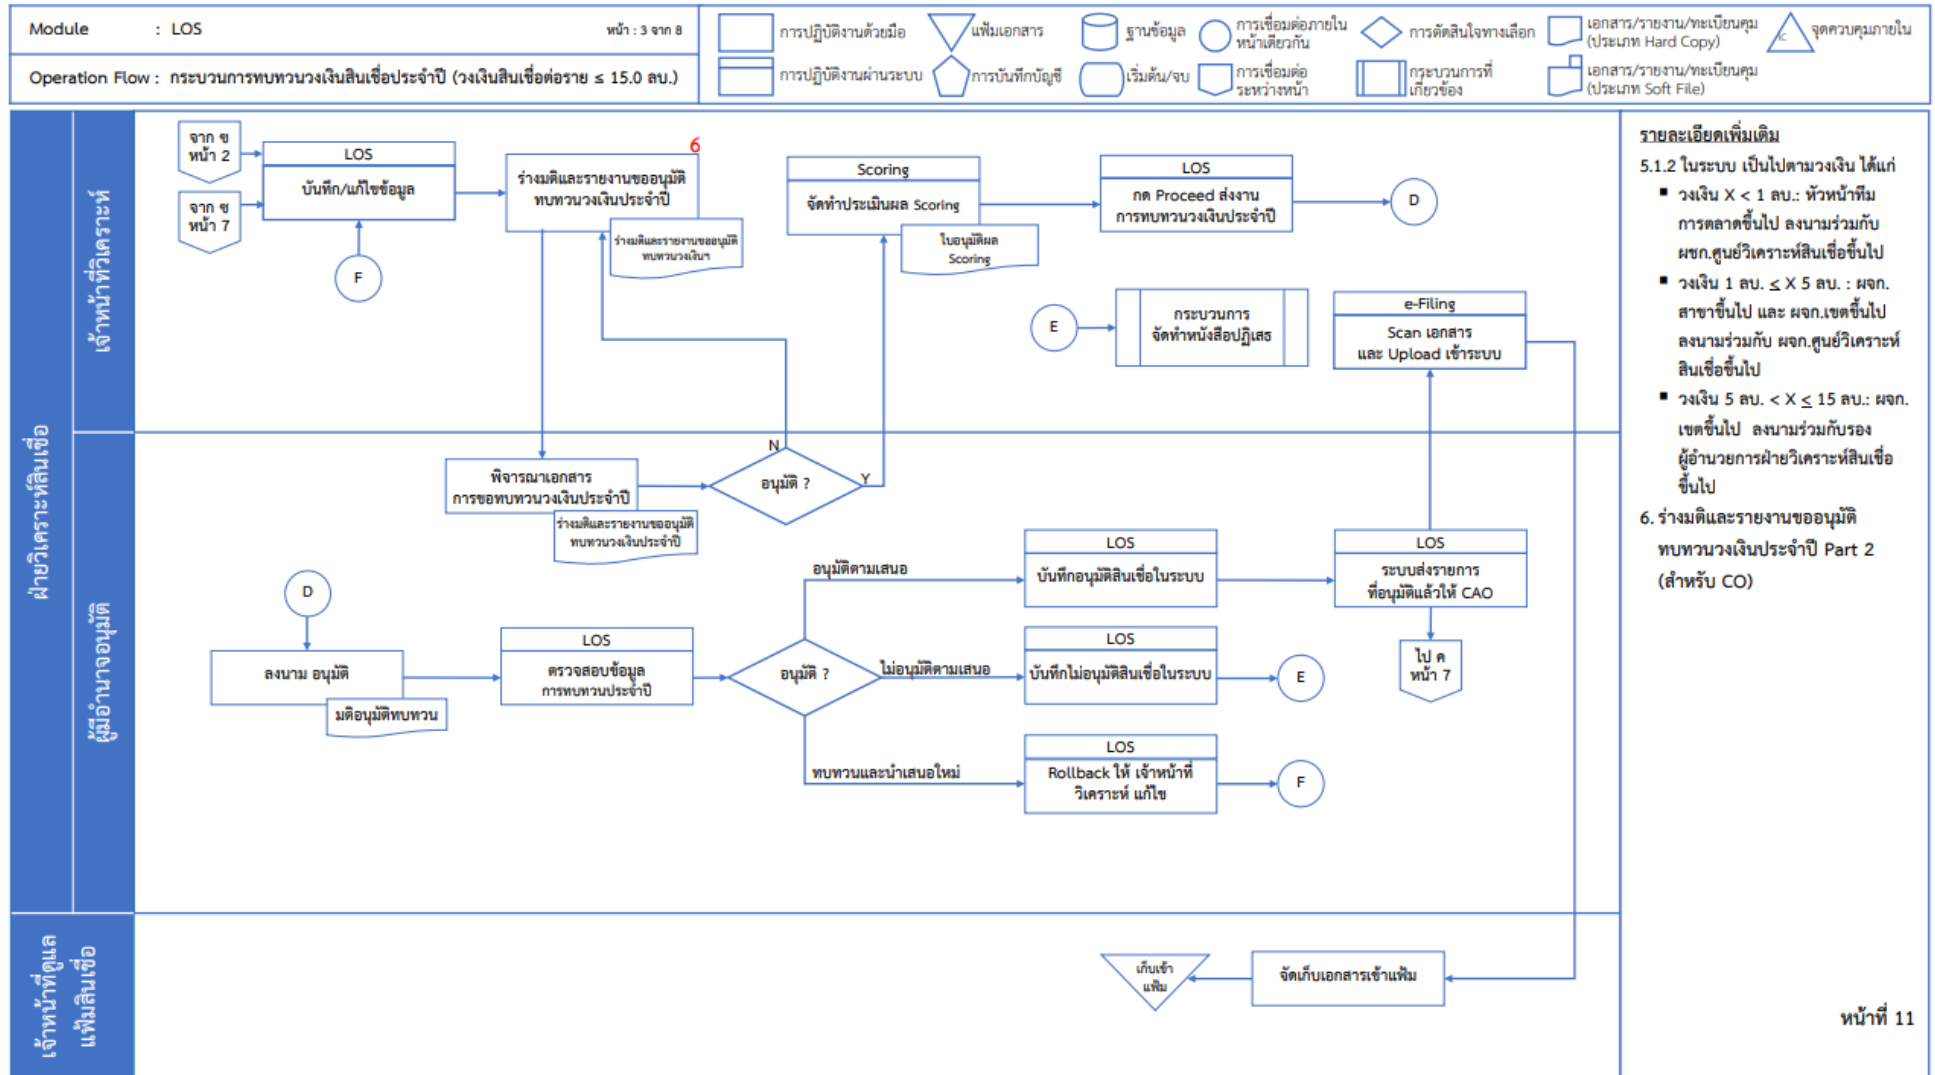 Module : LOS
หน้า : 3 จาก 8
Operation Flow : กระบวนการทบทวนวงเงินสินเชื่อประจำปี (วงเงินสินเชื่อต่อราย ≤ 15.0 ลบ.)
การปฏิบัติงานด้วยมือ
แฟ้มเอกสาร
ฐานข้อมูล
การเชื่อมต่อภายใน
หน้าเดียวกัน
การตัดสินใจทางเลือก
เอกสาร/รายงาน/ทะเบียนคุม
(ประเภท Hard Copy)
IC
จุดควบคุมภายใน
การปฏิบัติงานผ่านระบบ
การบันทึกบัญชี
เริ่มต้น/จบ
การเชื่อมต่อ
ระหว่างหน้า
กระบวนการที่
เกี่ยวข้อง
เอกสาร/รายงาน/ทะเบียนคุม
(ประเภท Soft File)
ฝ่ายวิเคราะห์สินเชื่อ
เจ้าหน้าที่วิเคราะห์
จาก ข
หน้า 2
จาก ช
หน้า 7
LOS
บันทึก/แก้ไขข้อมูล
F
6
ร่างมติและรายงานขออนุมัติ
ทบทวนวงเงินประจำปี
ร่างมติและรายงานขออนุมัติ
ทบทวนวงเงินฯ
Scoring
จัดทำประเมินผล Scoring
ใบอนุมัติผล
Scoring
LOS
กด Proceed ส่งงาน
การทบทวนวงเงินประจำปี
D
E
กระบวนการ
จัดทำหนังสือปฏิเสธ
e-Filing
Scan เอกสาร
และ Upload เข้าระบบ
ผู้มีอำนาจอนุมัติ
พิจารณาเอกสาร
การขอทบทวนวงเงินประจำปี
ร่างมติและรายงานขออนุมัติ
ทบทวนวงเงินประจำปี
N
อนุมัติ ?
Y
D
ลงนาม อนุมัติ
มติอนุมัติทบทวน
LOS
ตรวจสอบข้อมูล
การทบทวนประจำปี
อนุมัติ ?
อนุมัติตามเสนอ
LOS
บันทึกอนุมัติสินเชื่อในระบบ
LOS
ระบบส่งรายการ
ที่อนุมัติแล้วให้ CAO
ไป ค
หน้า 7
ไม่อนุมัติตามเสนอ
LOS
บันทึกไม่อนุมัติสินเชื่อในระบบ
E
ทบทวนและนำเสนอใหม่
LOS
Rollback ให้ เจ้าหน้าที่
วิเคราะห์ แก้ไข
F
เจ้าหน้าที่ดูแล
แฟ้มสินเชื่อ
เก็บเข้า
แฟ้ม
จัดเก็บเอกสารเข้าแฟ้ม
รายละเอียดเพิ่มเติม
5.1.2 ในระบบ เป็นไปตามวงเงิน ได้แก่
▪ วงเงิน X < 1 ลบ.: หัวหน้าทีม
การตลาดขึ้นไป ลงนามร่วมกับ
ผชก.ศูนย์วิเคราะห์สินเชื่อขึ้นไป
▪ วงเงิน 1 ลบ. ≤ X 5 ลบ. : ผจก.
สาขาขึ้นไป และ ผจก.เขตขึ้นไป
ลงนามร่วมกับ ผจก.ศูนย์วิเคราะห์
สินเชื่อขึ้นไป
▪ วงเงิน 5 ลบ. < X ≤ 15 ลบ.: ผจก.
เขตขึ้นไป ลงนามร่วมกับรอง
ผู้อำนวยการฝ่ายวิเคราะห์สินเชื่อ
ขึ้นไป
6. ร่างมติและรายงานขออนุมัติ
ทบทวนวงเงินประจำปี Part 2
(สำหรับ CO)
หน้าที่ 11